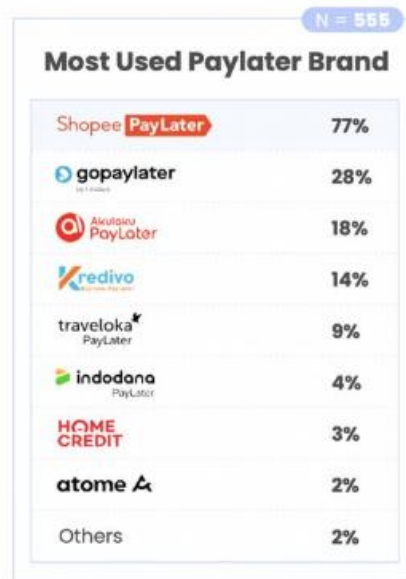 N = 555
Most Used Paylater Brand
Shopee PayLater 77%
gopaylater 28%
Akulaku
PayLater 18%
Kredivo 14%
traveloka
PayLater 9%
indodana
PayLater 4%
HOME
CREDIT 3%
atome 2%
Others 2%